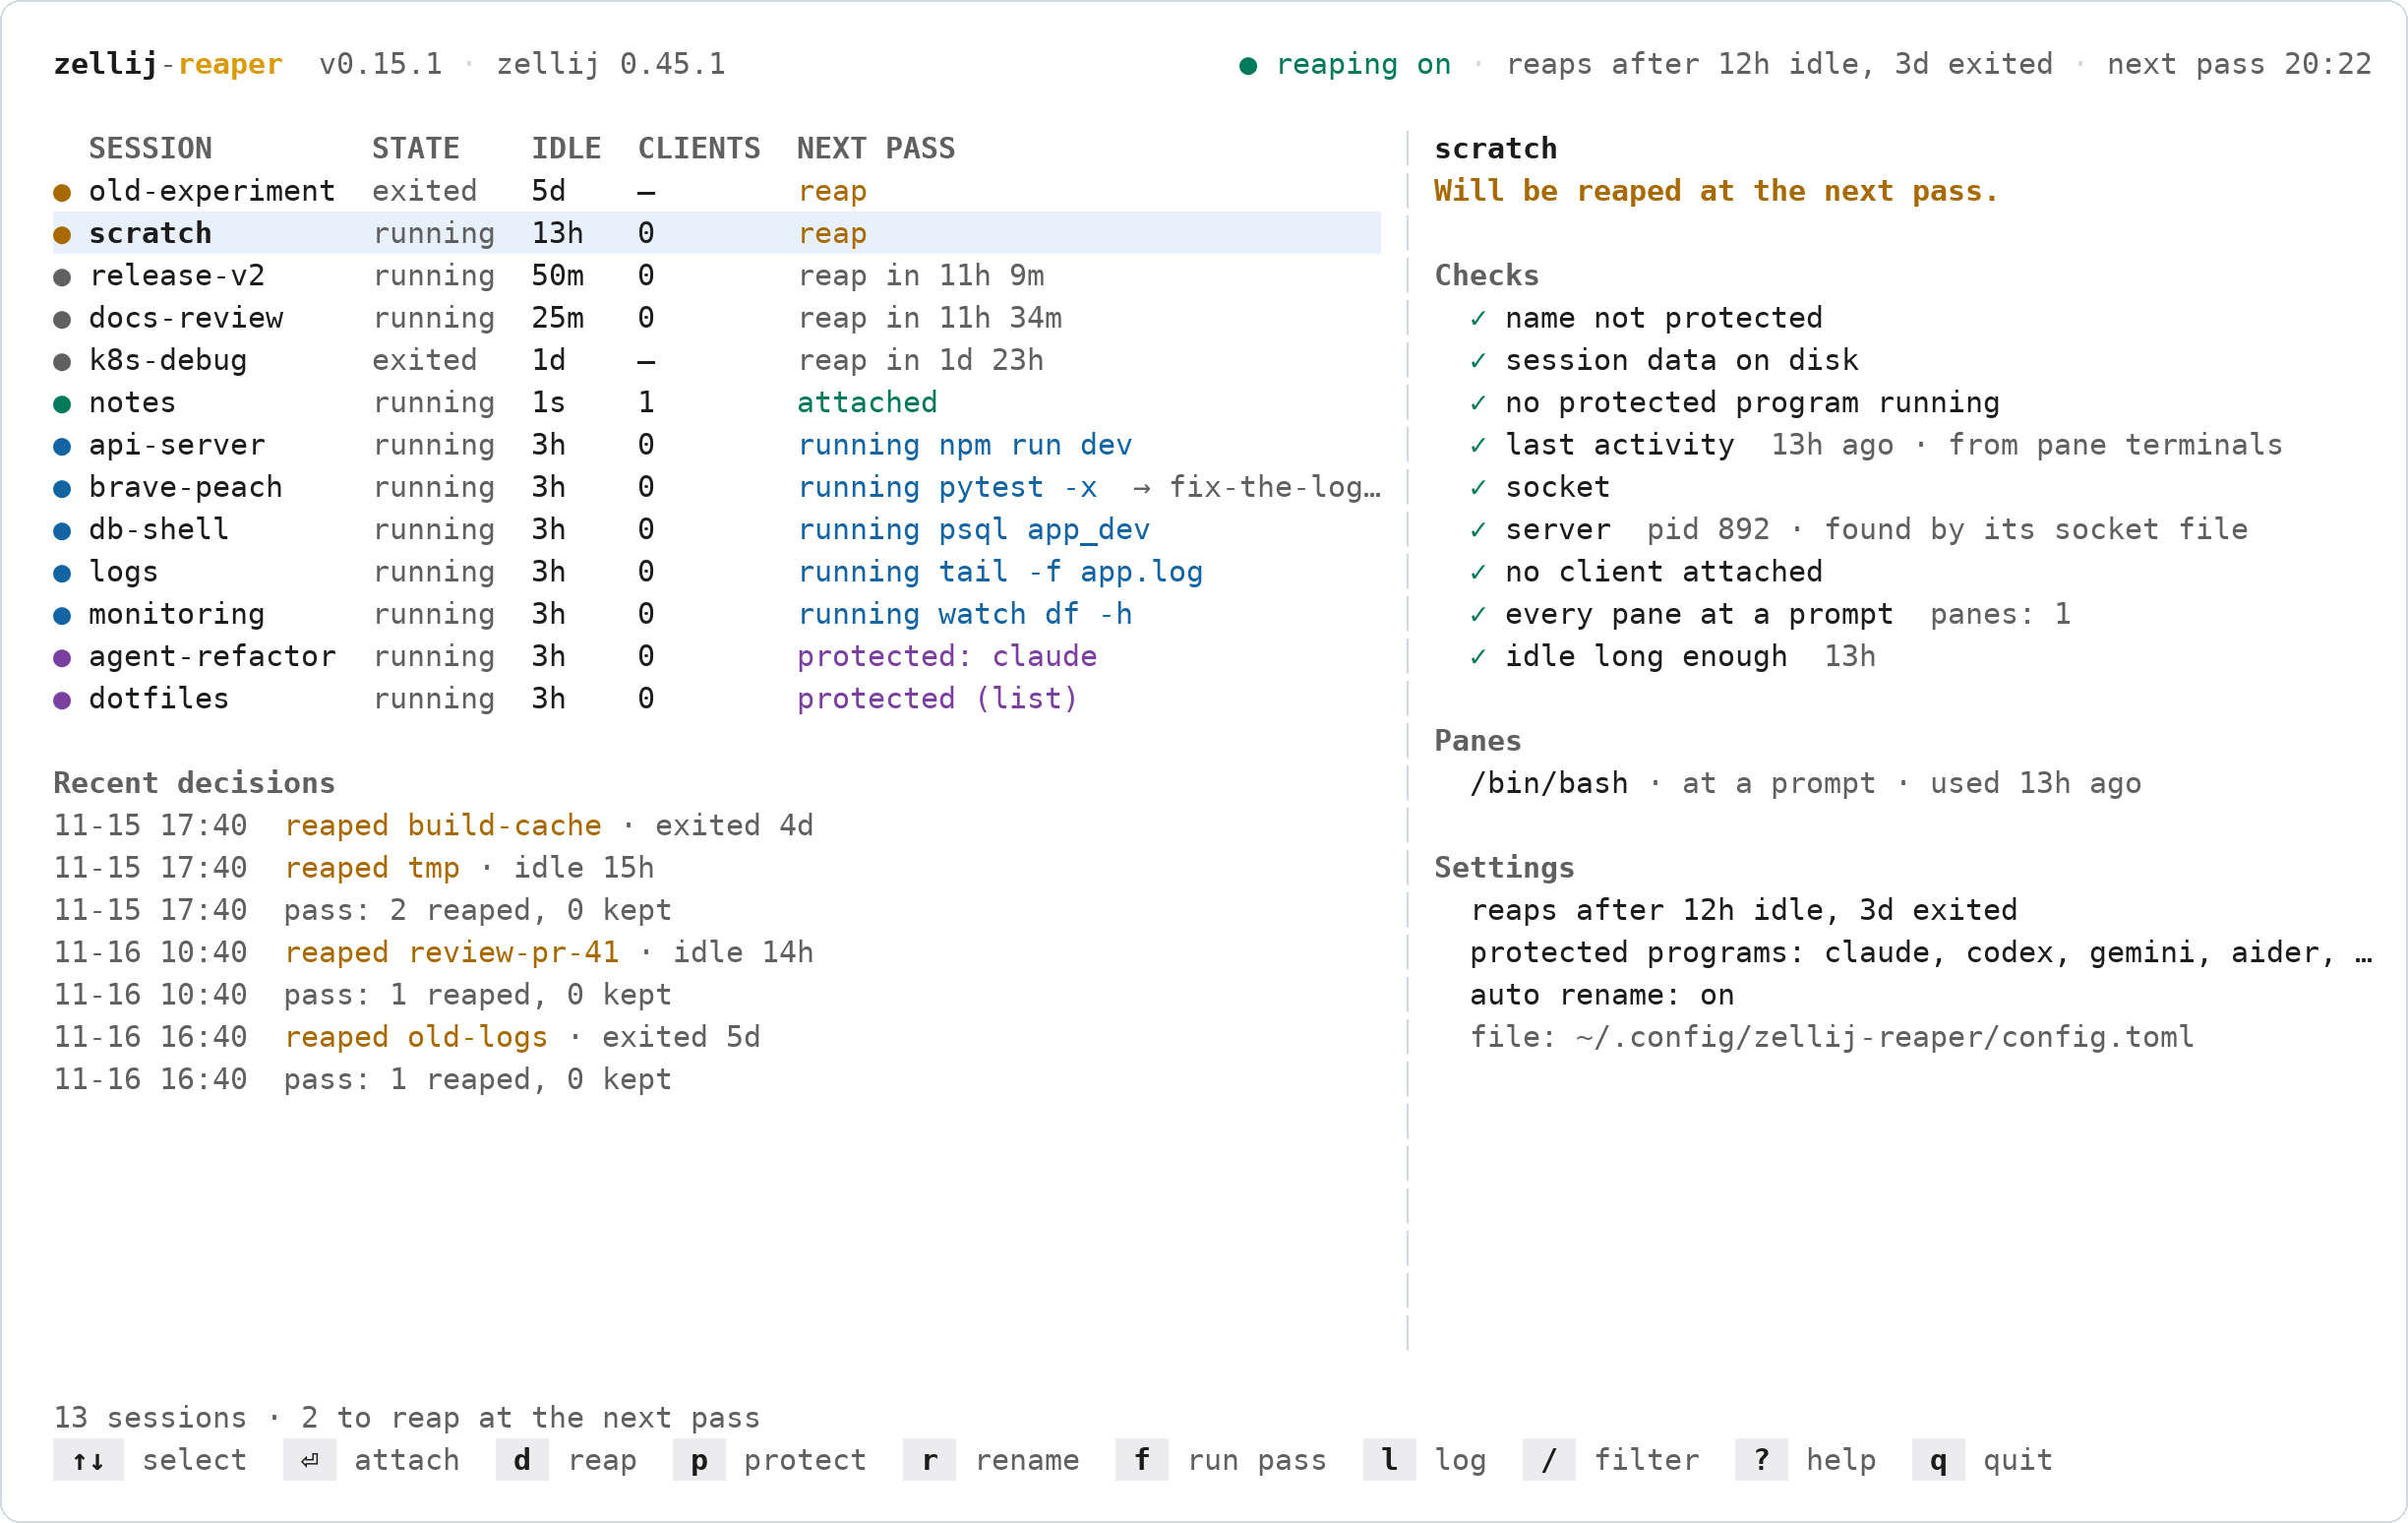 zellij-reaper  v0.15.1 · zellij 0.45.1
● reaping on · reaps after 12h idle, 3d exited · next pass 20:22
SESSION  STATE  IDLE  CLIENTS  NEXT PASS
● old-experiment  exited  5d  —  reap
● scratch  running  13h  0  reap
● release-v2  running  50m  0  reap in 11h 9m
● docs-review  running  25m  0  reap in 11h 34m
● k8s-debug  exited  1d  —  reap in 1d 23h
● notes  running  1s  1  attached
● api-server  running  3h  0  running npm run dev
● brave-peach  running  3h  0  running pytest -x  → fix-the-log…
● db-shell  running  3h  0  running psql app_dev
● logs  running  3h  0  running tail -f app.log
● monitoring  running  3h  0  running watch df -h
● agent-refactor  running  3h  0  protected: claude
● dotfiles  running  3h  0  protected (list)
Recent decisions
11-15 17:40  reaped build-cache · exited 4d
11-15 17:40  reaped tmp · idle 15h
11-15 17:40  pass: 2 reaped, 0 kept
11-16 10:40  reaped review-pr-41 · idle 14h
11-16 10:40  pass: 1 reaped, 0 kept
11-16 16:40  reaped old-logs · exited 5d
11-16 16:40  pass: 1 reaped, 0 kept
scratch
Will be reaped at the next pass.
Checks
✓ name not protected
✓ session data on disk
✓ no protected program running
✓ last activity  13h ago · from pane terminals
✓ socket
✓ server  pid 892 · found by its socket file
✓ no client attached
✓ every pane at a prompt  panes: 1
✓ idle long enough  13h
Panes
/bin/bash · at a prompt · used 13h ago
Settings
reaps after 12h idle, 3d exited
protected programs: claude, codex, gemini, aider, …
auto rename: on
file: ~/.config/zellij-reaper/config.toml
13 sessions · 2 to reap at the next pass
↑↓ select  ⏎ attach  d reap  p protect  r rename  f run pass  l log  / filter  ? help  q quit